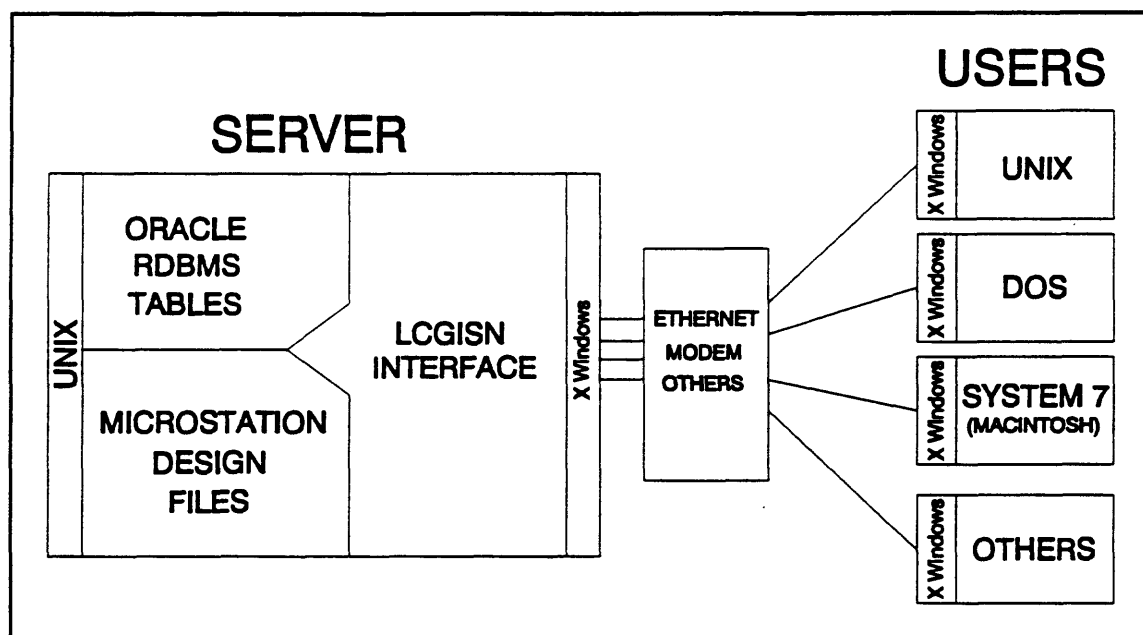 SERVER
UNIX
ORACLE
RDBMS
TABLES
MICROSTATION
DESIGN
FILES
LCGISN
INTERFACE
X Windows
ETHERNET
MODEM
OTHERS
USERS
X Windows
UNIX
X Windows
DOS
X Windows
SYSTEM 7
(MACINTOSH)
X Windows
OTHERS